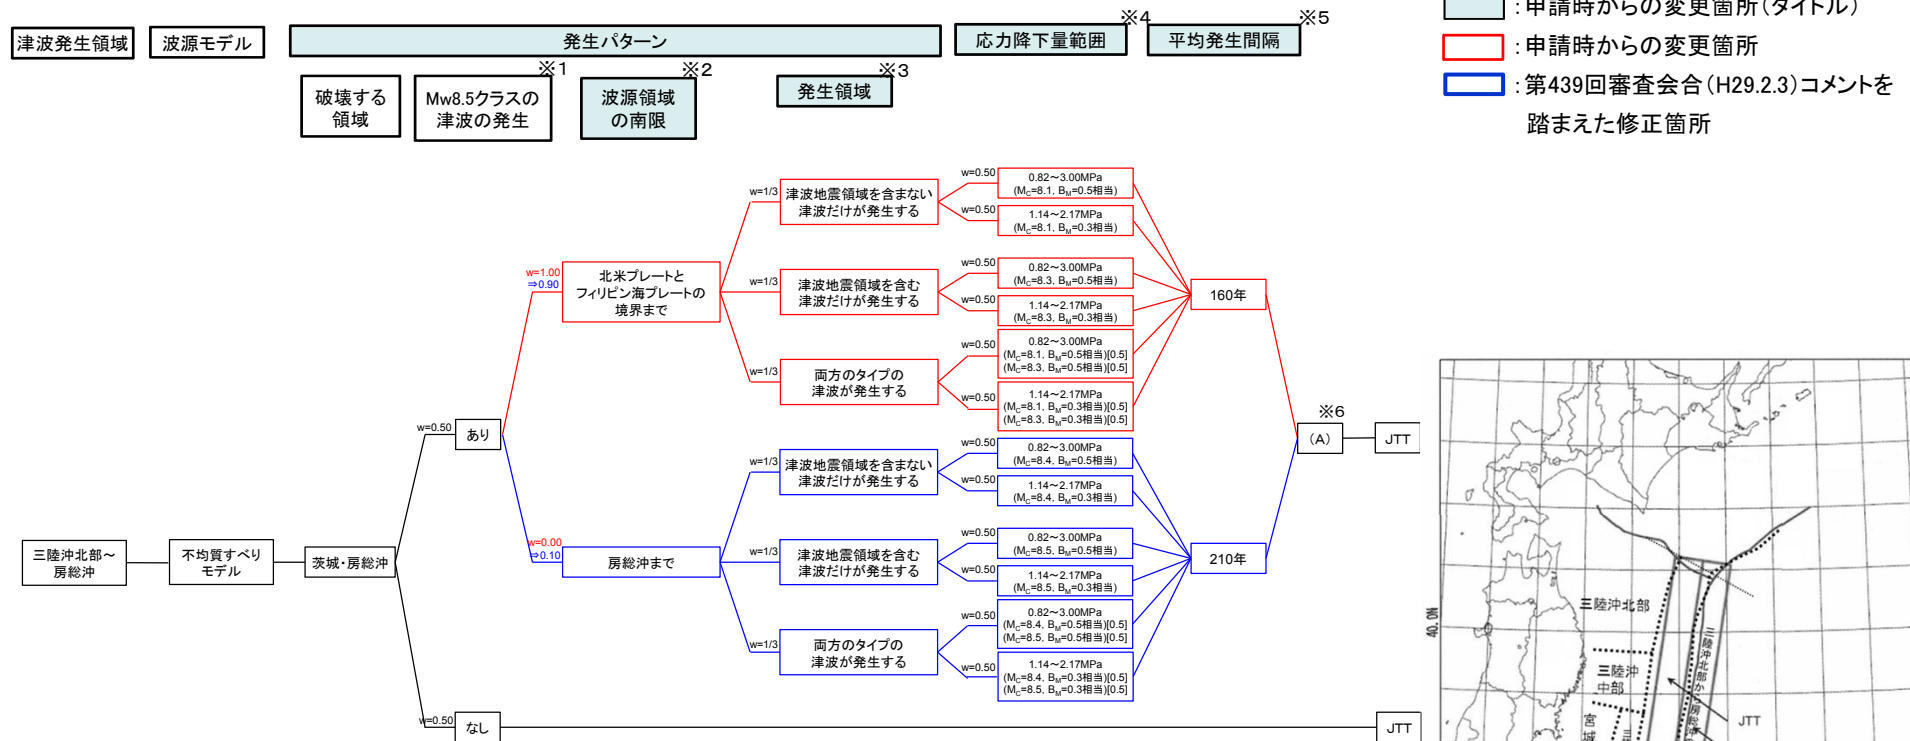 ※4
※5
：申請時からの変更箇所(タイトル)
津波発生領域
波源モデル
発生パターン
応力降下量範囲
平均発生間隔
：申請時からの変更箇所
※1
※2
※3
破壊する
領域
Mw8.5クラスの
津波の発生
波源領域
の南限
発生領域
：第439回審査会合(H29.2.3)コメントを
踏まえた修正箇所
w=1/3
津波地震領域を含まない
津波だけが発生する
w=0.50
0.82～3.00MPa
(MC=8.1, BM=0.5相当)
w=0.50
1.14～2.17MPa
(MC=8.1, BM=0.3相当)
w=1.00
⇒0.90
北米プレートと
フィリピン海プレートの
境界まで
w=1/3
津波地震領域を含む
津波だけが発生する
w=0.50
0.82～3.00MPa
(MC=8.3, BM=0.5相当)
w=0.50
1.14～2.17MPa
(MC=8.3, BM=0.3相当)
160年
w=1/3
両方のタイプの
津波が発生する
w=0.50
0.82～3.00MPa
(MC=8.1, BM=0.5相当)[0.5]
(MC=8.3, BM=0.5相当)[0.5]
w=0.50
1.14～2.17MPa
(MC=8.1, BM=0.3相当)[0.5]
(MC=8.3, BM=0.3相当)[0.5]
w=0.50
あり
※6
(A)
JTT
w=1/3
津波地震領域を含まない
津波だけが発生する
w=0.50
0.82～3.00MPa
(MC=8.4, BM=0.5相当)
w=0.50
1.14～2.17MPa
(MC=8.4, BM=0.3相当)
三陸沖北部～
房総沖
不均質すべり
モデル
茨城・房総沖
w=0.00
⇒0.10
房総沖まで
w=1/3
津波地震領域を含む
津波だけが発生する
w=0.50
0.82～3.00MPa
(MC=8.5, BM=0.5相当)
w=0.50
1.14～2.17MPa
(MC=8.5, BM=0.3相当)
210年
w=1/3
両方のタイプの
津波が発生する
w=0.50
0.82～3.00MPa
(MC=8.4, BM=0.5相当)[0.5]
(MC=8.5, BM=0.5相当)[0.5]
w=0.50
1.14～2.17MPa
(MC=8.4, BM=0.3相当)[0.5]
(MC=8.5, BM=0.3相当)[0.5]
w=0.50
なし
JTT
40.0N
三陸沖北部
三陸沖
中部
宮
城
三陸沖北部から房総沖
JTT